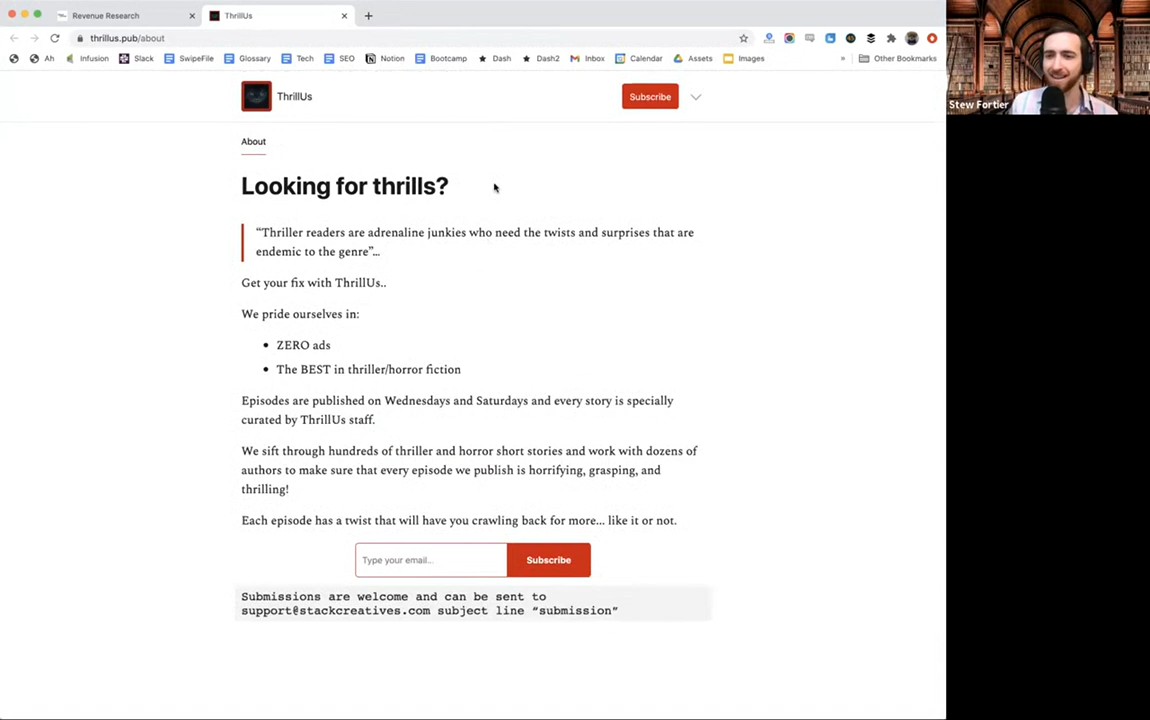 Revenue Research
ThrillUs
thrillus.pub/about
Ah
Infusion
Slack
SwipeFile
Glossary
Tech
SEO
Notion
Bootcamp
Dash
Dash2
Inbox
Calendar
Assets
Images
»
Other Bookmarks
ThrillUs
Subscribe
Stew Fortier
About
Looking for thrills?
“Thriller readers are adrenaline junkies who need the twists and surprises that are
endemic to the genre”...
Get your fix with ThrillUs..
We pride ourselves in:
• ZERO ads
• The BEST in thriller/horror fiction
Episodes are published on Wednesdays and Saturdays and every story is specially
curated by ThrillUs staff.
We sift through hundreds of thriller and horror short stories and work with dozens of
authors to make sure that every episode we publish is horrifying, grasping, and
thrilling!
Each episode has a twist that will have you crawling back for more... like it or not.
Type your email...
Subscribe
Submissions are welcome and can be sent to
support@stackcreatives.com subject line “submission”